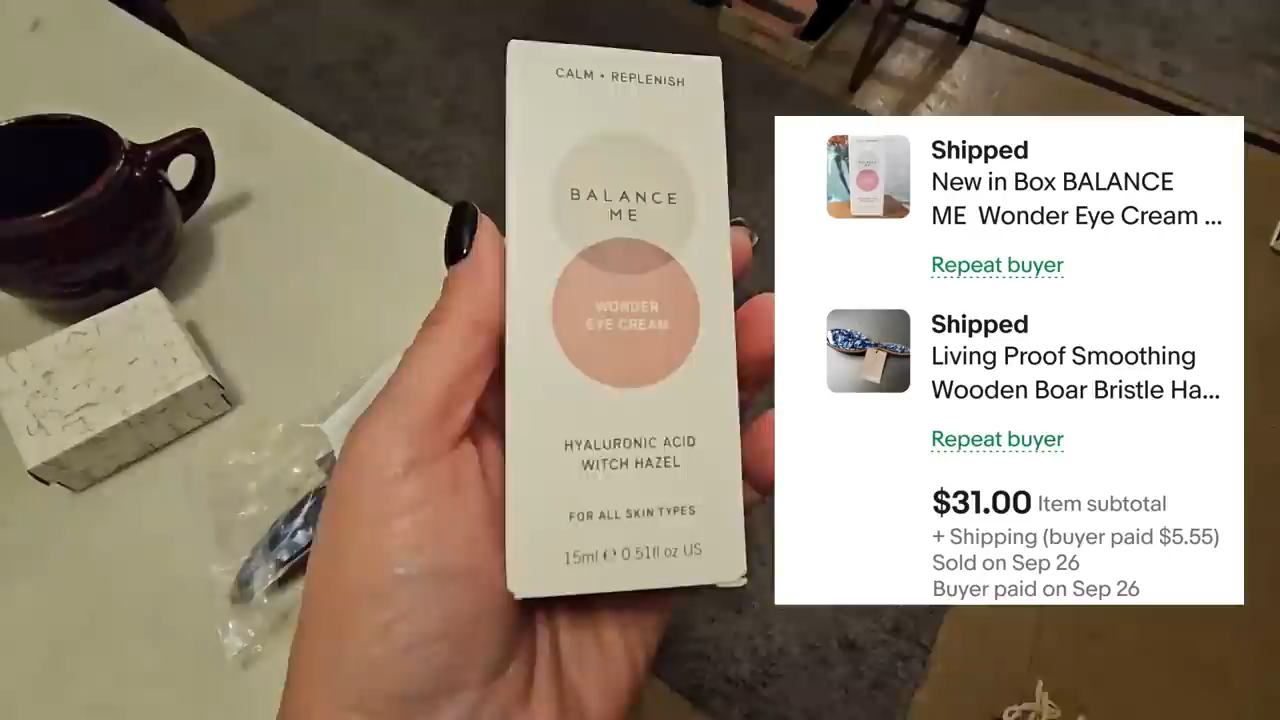 CALM • REPLENISH
BALANCE
ME
WONDER
EYE CREAM
HYALURONIC ACID
WITCH HAZEL
FOR ALL SKIN TYPES
15ml ℮ 0.51fl oz US
Shipped
New in Box BALANCE
ME Wonder Eye Cream ...
Repeat buyer
Shipped
Living Proof Smoothing
Wooden Boar Bristle Ha...
Repeat buyer
$31.00 Item subtotal
+ Shipping (buyer paid $5.55)
Sold on Sep 26
Buyer paid on Sep 26